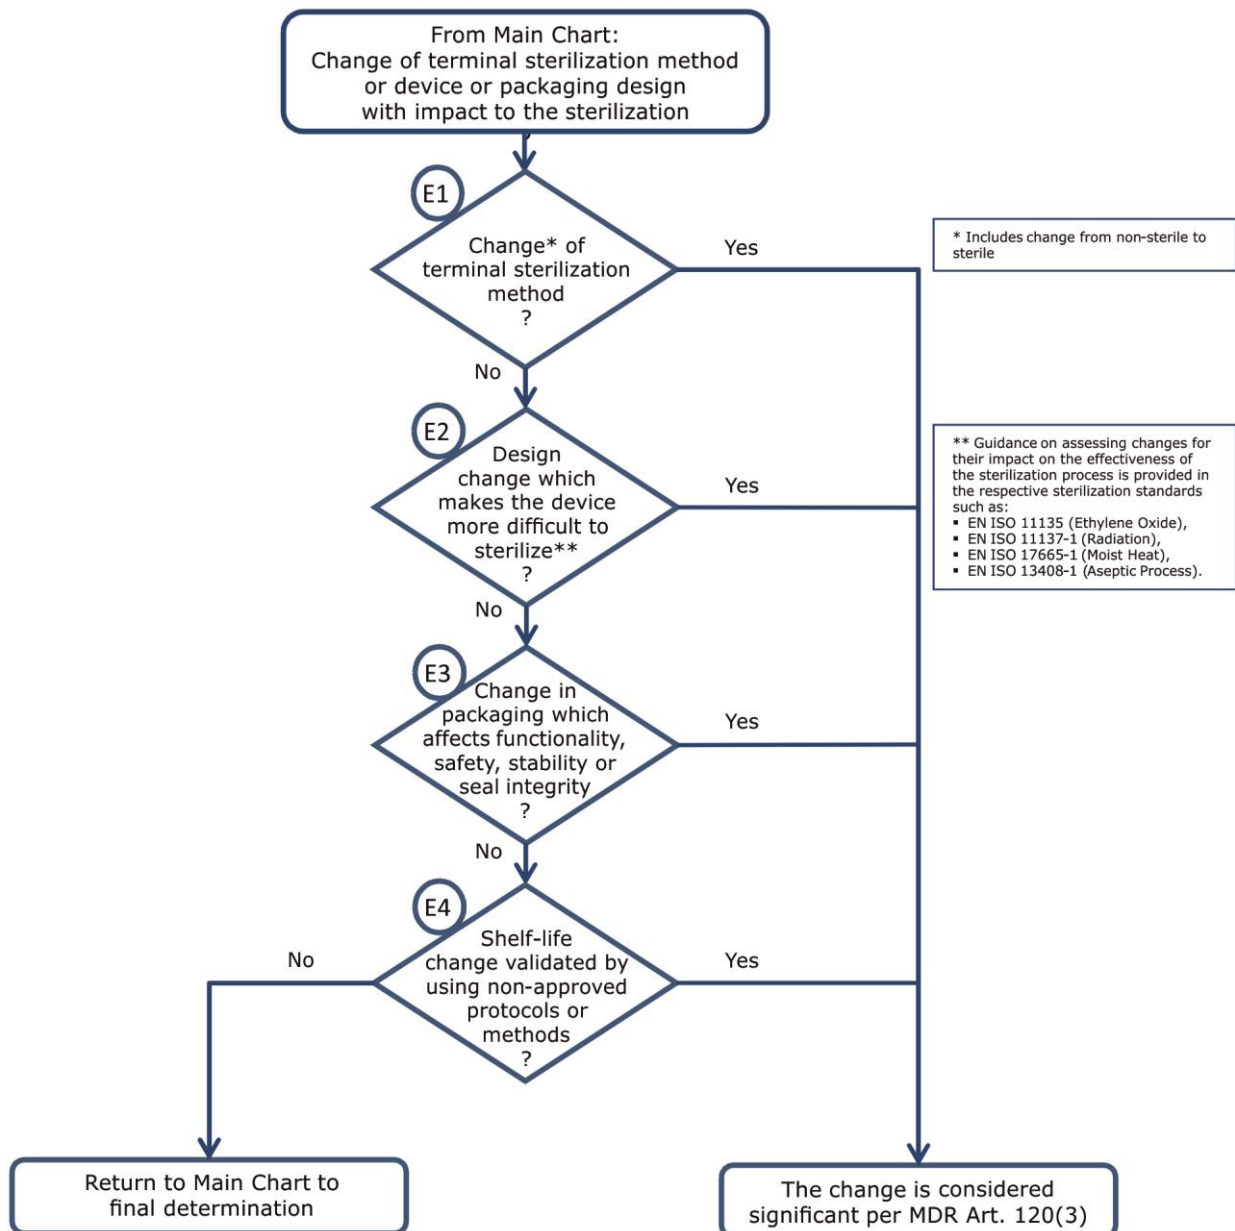 From Main Chart:
Change of terminal sterilization method
or device or packaging design
with impact to the sterilization
E1
Change* of
terminal sterilization
method
?
Yes
* Includes change from non-sterile to
sterile
No
E2
Design
change which
makes the device
more difficult to
sterilize**
?
Yes
** Guidance on assessing changes for
their impact on the effectiveness of
the sterilization process is provided in
the respective sterilization standards
such as:
▪ EN ISO 11135 (Ethylene Oxide),
▪ EN ISO 11137-1 (Radiation),
▪ EN ISO 17665-1 (Moist Heat),
▪ EN ISO 13408-1 (Aseptic Process).
No
E3
Change in
packaging which
affects functionality,
safety, stability or
seal integrity
?
Yes
No
E4
Shelf-life
change validated by
using non-approved
protocols or
methods
?
No
Yes
Return to Main Chart to
final determination
The change is considered
significant per MDR Art. 120(3)